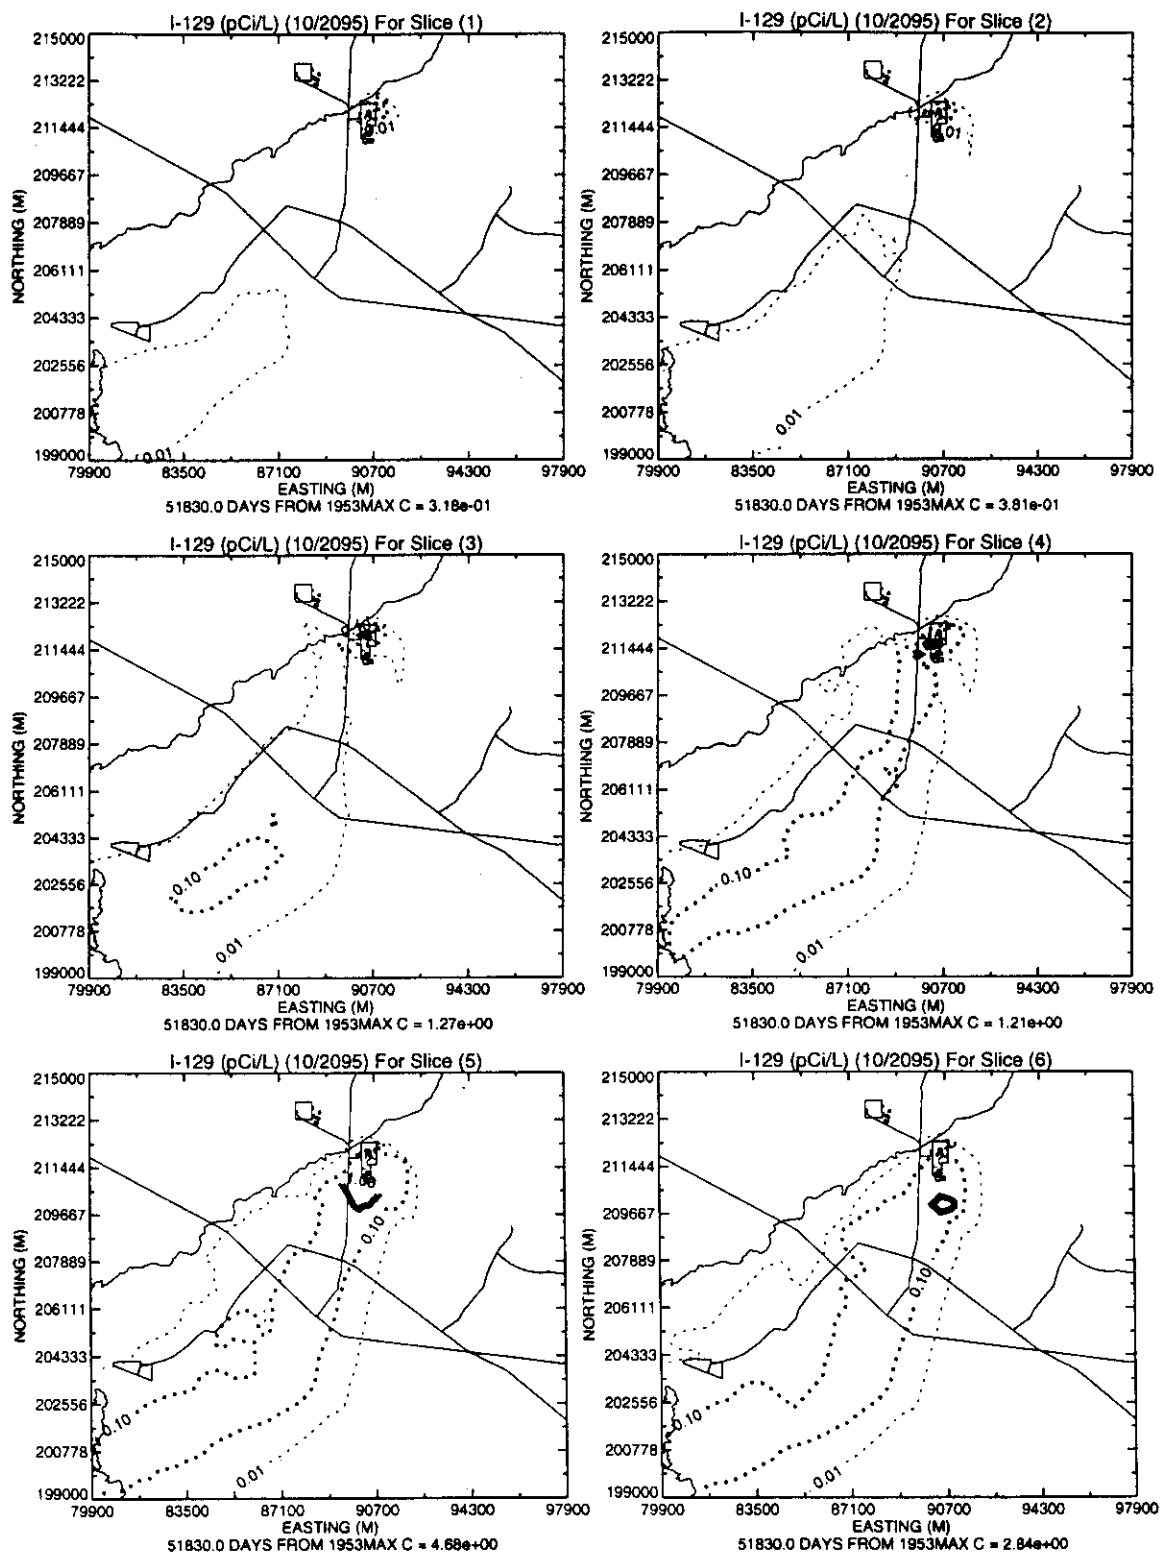 I-129 (pCi/L) (10/2095) For Slice (1)
215000
213222
211444
209667
207889
206111
204333
202556
200778
199000
NORTHING (M)
0.01
0.01
79900 83500 87100 90700 94300 97900
EASTING (M)
51830.0 DAYS FROM 1953MAX C = 3.18e-01
I-129 (pCi/L) (10/2095) For Slice (2)
215000
213222
211444
209667
207889
206111
204333
202556
200778
199000
NORTHING (M)
.01
0.01
79900 83500 87100 90700 94300 97900
EASTING (M)
51830.0 DAYS FROM 1953MAX C = 3.81e-01
I-129 (pCi/L) (10/2095) For Slice (3)
215000
213222
211444
209667
207889
206111
204333
202556
200778
199000
NORTHING (M)
0.10
0.01
79900 83500 87100 90700 94300 97900
EASTING (M)
51830.0 DAYS FROM 1953MAX C = 1.27e+00
I-129 (pCi/L) (10/2095) For Slice (4)
215000
213222
211444
209667
207889
206111
204333
202556
200778
199000
NORTHING (M)
0.10
0.01
79900 83500 87100 90700 94300 97900
EASTING (M)
51830.0 DAYS FROM 1953MAX C = 1.21e+00
I-129 (pCi/L) (10/2095) For Slice (5)
215000
213222
211444
209667
207889
206111
204333
202556
200778
199000
NORTHING (M)
0.10
0.10
0.01
79900 83500 87100 90700 94300 97900
EASTING (M)
51830.0 DAYS FROM 1953MAX C = 4.68e+00
I-129 (pCi/L) (10/2095) For Slice (6)
215000
213222
211444
209667
207889
206111
204333
202556
200778
199000
NORTHING (M)
0.10
0.10
0.01
79900 83500 87100 90700 94300 97900
EASTING (M)
51830.0 DAYS FROM 1953MAX C = 2.84e+00